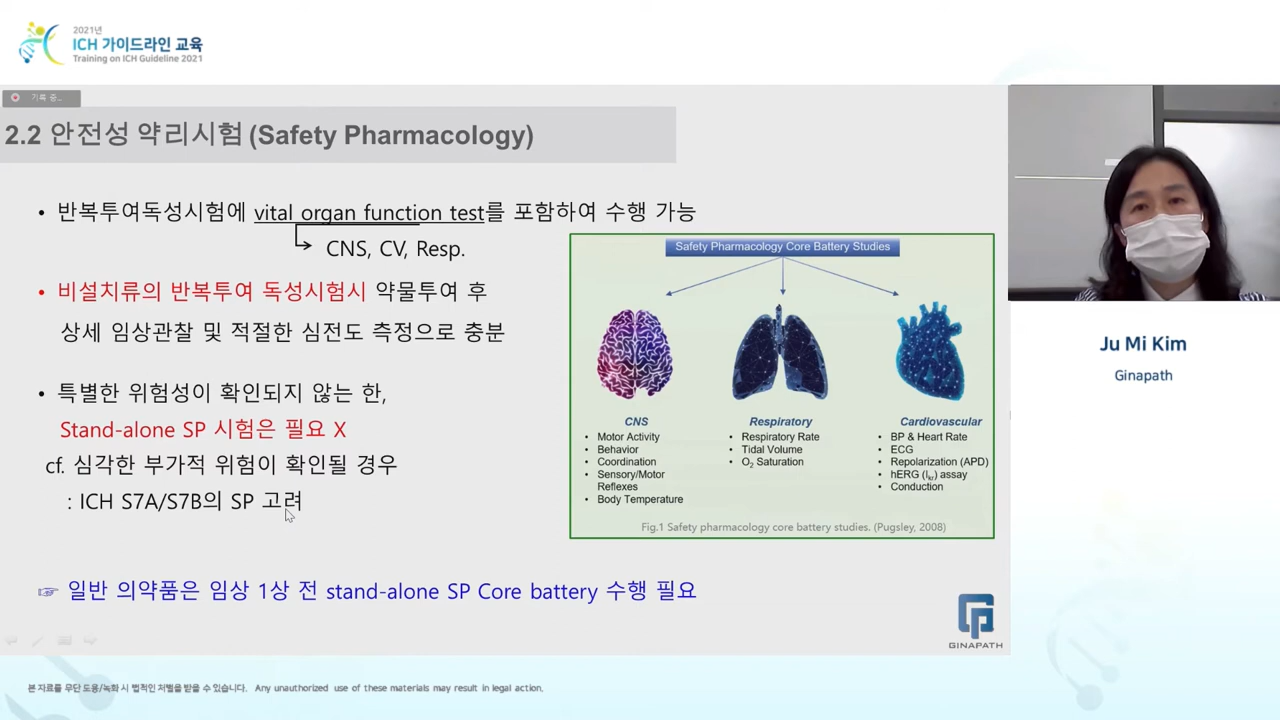 2021년
ICH 가이드라인 교육
Training on ICH Guideline 2021
기록 중...
2.2 안전성 약리시험 (Safety Pharmacology)
• 반복투여독성시험에 vital organ function test를 포함하여 수행 가능
CNS, CV, Resp.
• 비설치류의 반복투여 독성시험시 약물투여 후
상세 임상관찰 및 적절한 심전도 측정으로 충분
• 특별한 위험성이 확인되지 않는 한,
Stand-alone SP 시험은 필요 X
cf. 심각한 부가적 위험이 확인될 경우
: ICH S7A/S7B의 SP 고려
☞ 일반 의약품은 임상 1상 전 stand-alone SP Core battery 수행 필요
Safety Pharmacology Core Battery Studies
CNS
• Motor Activity
• Behavior
• Coordination
• Sensory/Motor
Reflexes
• Body Temperature
Respiratory
• Respiratory Rate
• Tidal Volume
• O₂ Saturation
Cardiovascular
• BP & Heart Rate
• ECG
• Repolarization (APD)
• hERG (Ikr) assay
• Conduction
Fig.1 Safety pharmacology core battery studies. (Pugsley, 2008)
GINAPATH
Ju Mi Kim
Ginapath
본 자료를 무단 도용/녹화 시 법적인 처벌을 받을 수 있습니다. Any unauthorized use of these materials may result in legal action.